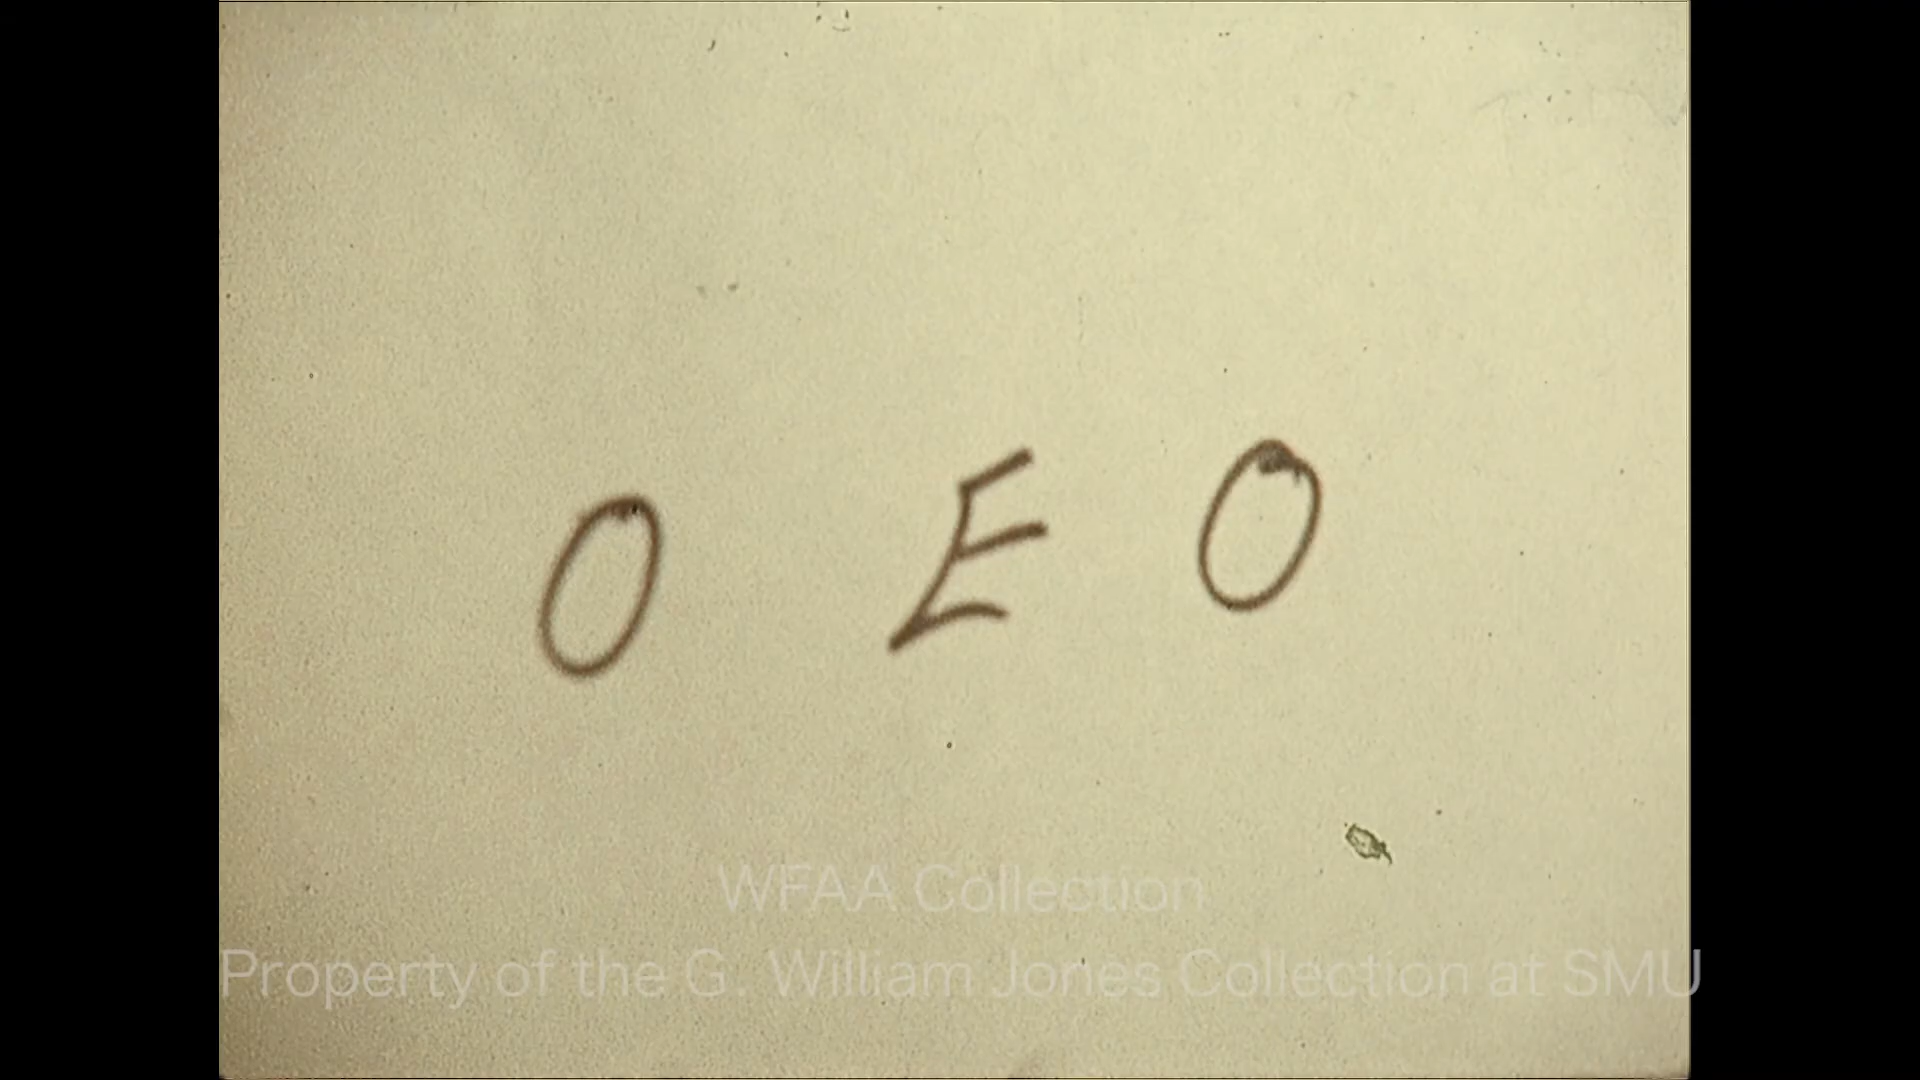 O E O
WFAA Collection
Property of the G. William Jones Collection at SMU